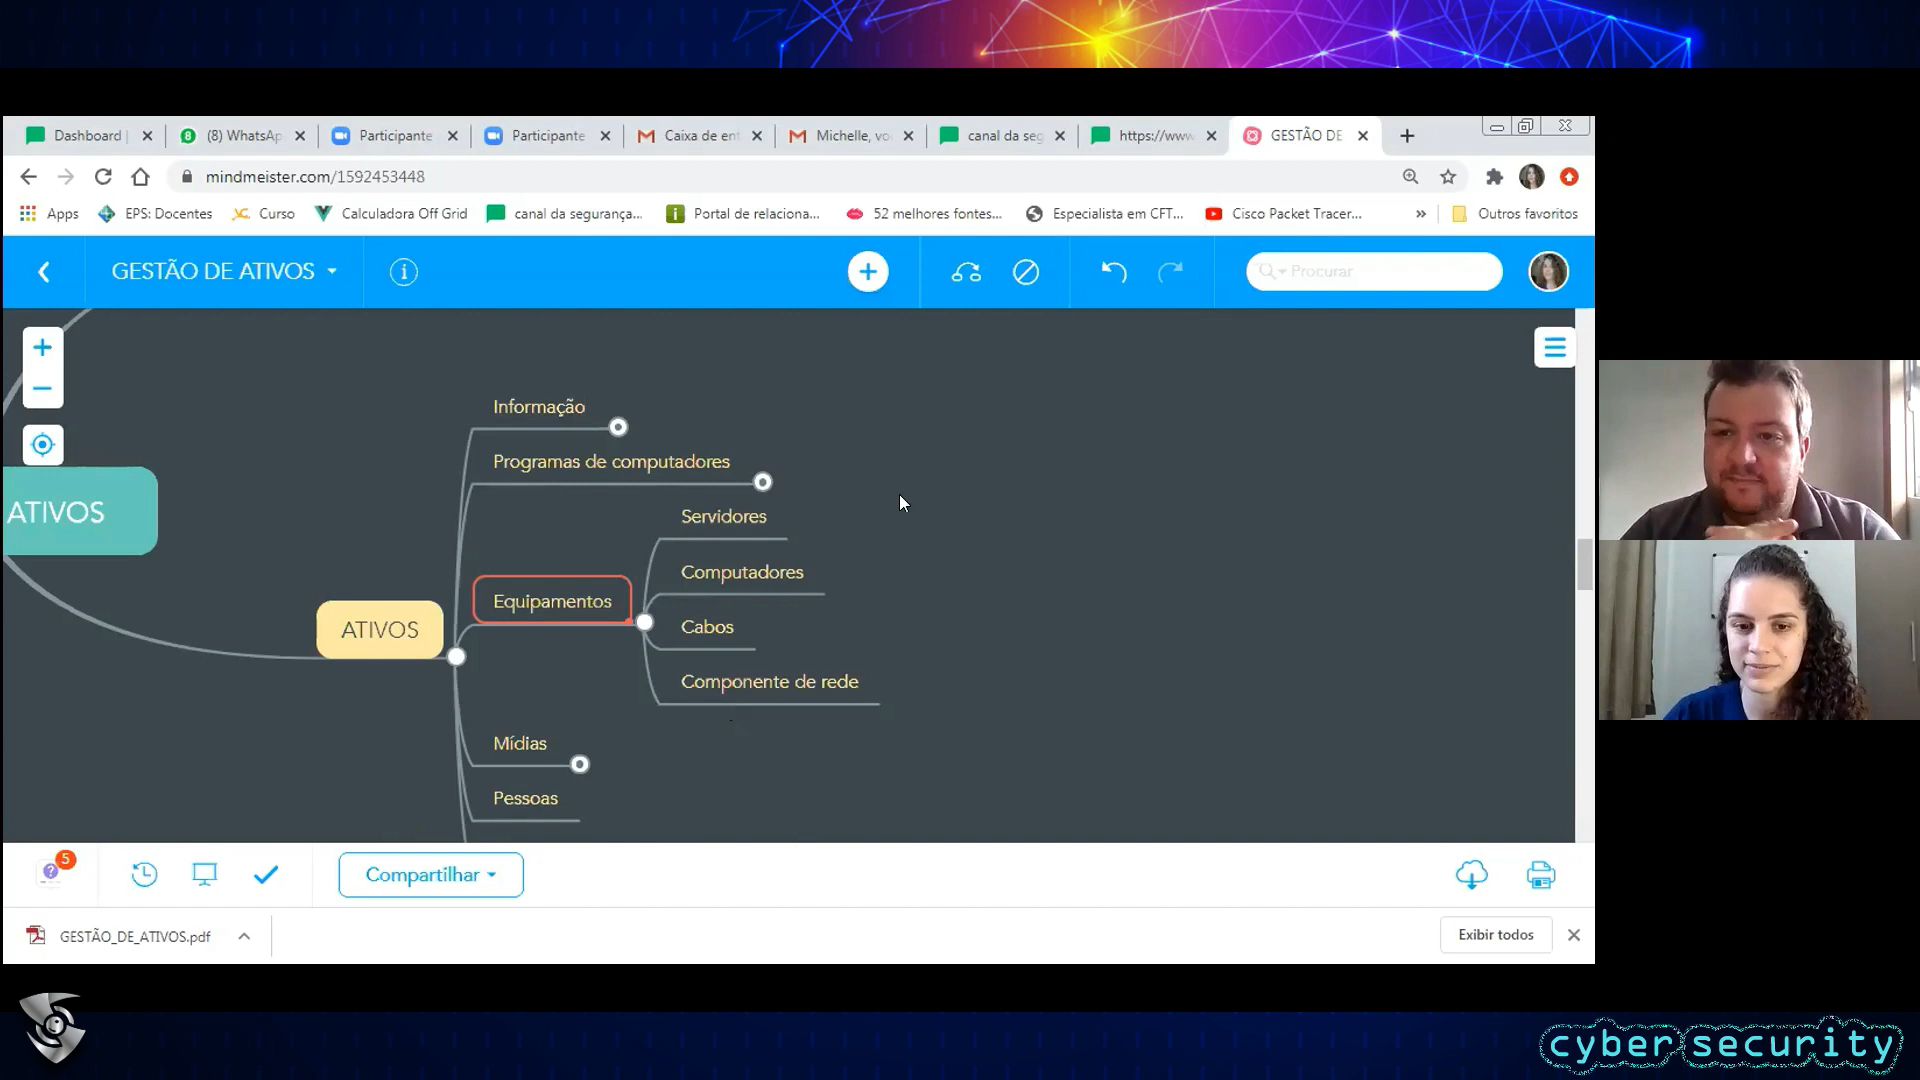 Dashboard |
(8) WhatsAp
Participante
Participante
Caixa de ent
Michelle, vo
canal da seg
https://www
GESTÃO DE
mindmeister.com/1592453448
Apps
EPS: Docentes
Curso
Calculadora Off Grid
canal da segurança...
Portal de relaciona...
52 melhores fontes...
Especialista em CFT...
Cisco Packet Tracer...
»
Outros favoritos
GESTÃO DE ATIVOS
Procurar
Informação
Programas de computadores
ATIVOS
Servidores
Computadores
Equipamentos
ATIVOS
Cabos
Componente de rede
Mídias
Pessoas
5
Compartilhar
GESTÃO_DE_ATIVOS.pdf
Exibir todos
cyber security